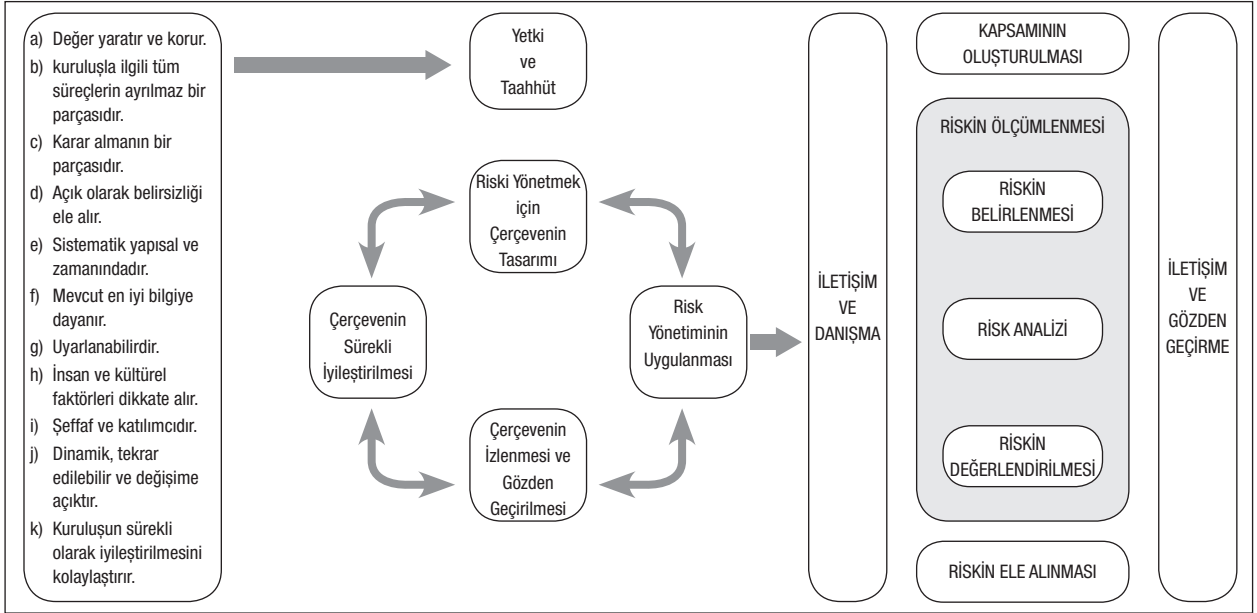 a) Değer yaratır ve korur.
b) kuruluşla ilgili tüm
süreçlerin ayrılmaz bir
parçasıdır.
c) Karar almanın bir
parçasıdır.
d) Açık olarak belirsizliği
ele alır.
e) Sistematik yapısal ve
zamanındadır.
f) Mevcut en iyi bilgiye
dayanır.
g) Uyarlanabilirdir.
h) İnsan ve kültürel
faktörleri dikkate alır.
i) Şeffaf ve katılımcıdır.
j) Dinamik, tekrar
edilebilir ve değişime
açıktır.
k) Kuruluşun sürekli
olarak iyileştirilmesini
kolaylaştırır.
Yetki
ve
Taahhüt
Riski Yönetmek
için
Çerçevenin
Tasarımı
Çerçevenin
Sürekli
İyileştirilmesi
Risk
Yönetiminin
Uygulanması
Çerçevenin
İzlenmesi ve
Gözden
Geçirilmesi
İLETİŞİM
VE
DANIŞMA
KAPSAMININ
OLUŞTURULMASI
RİSKİN ÖLÇÜMLENMESİ
RİSKİN
BELİRLENMESİ
RİSK ANALİZİ
RİSKİN
DEĞERLENDİRİLMESİ
RİSKİN ELE ALINMASI
İLETİŞİM
VE
GÖZDEN
GEÇİRME